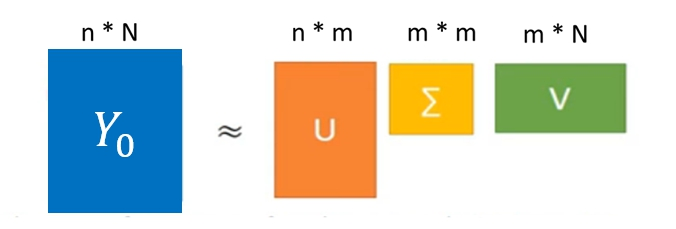 n * N n * m m * m m * N
Y₀ ≈ U Σ V